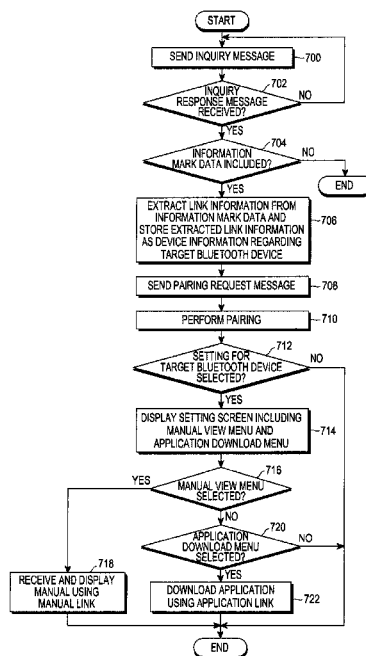 START
SEND INQUIRY MESSAGE
700
702
INQUIRY
RESPONSE MESSAGE
RECEIVED?
NO
YES
704
INFORMATION
MARK DATA INCLUDED?
NO
YES
END
EXTRACT LINK INFORMATION FROM
INFORMATION MARK DATA AND
STORE EXTRACTED LINK INFORMATION
AS DEVICE INFORMATION REGARDING
TARGET BLUETOOTH DEVICE
706
SEND PAIRING REQUEST MESSAGE
708
PERFORM PAIRING
710
712
SETTING FOR
TARGET BLUETOOTH DEVICE
SELECTED?
NO
YES
DISPLAY SETTING SCREEN INCLUDING
MANUAL VIEW MENU AND
APPLICATION DOWNLOAD MENU
714
716
YES
MANUAL VIEW MENU
SELECTED?
NO
720
APPLICATION
DOWNLOAD MENU
SELECTED?
NO
718
YES
RECEIVE AND DISPLAY
MANUAL USING
MANUAL LINK
DOWNLOAD APPLICATION
USING APPLICATION LINK
722
END